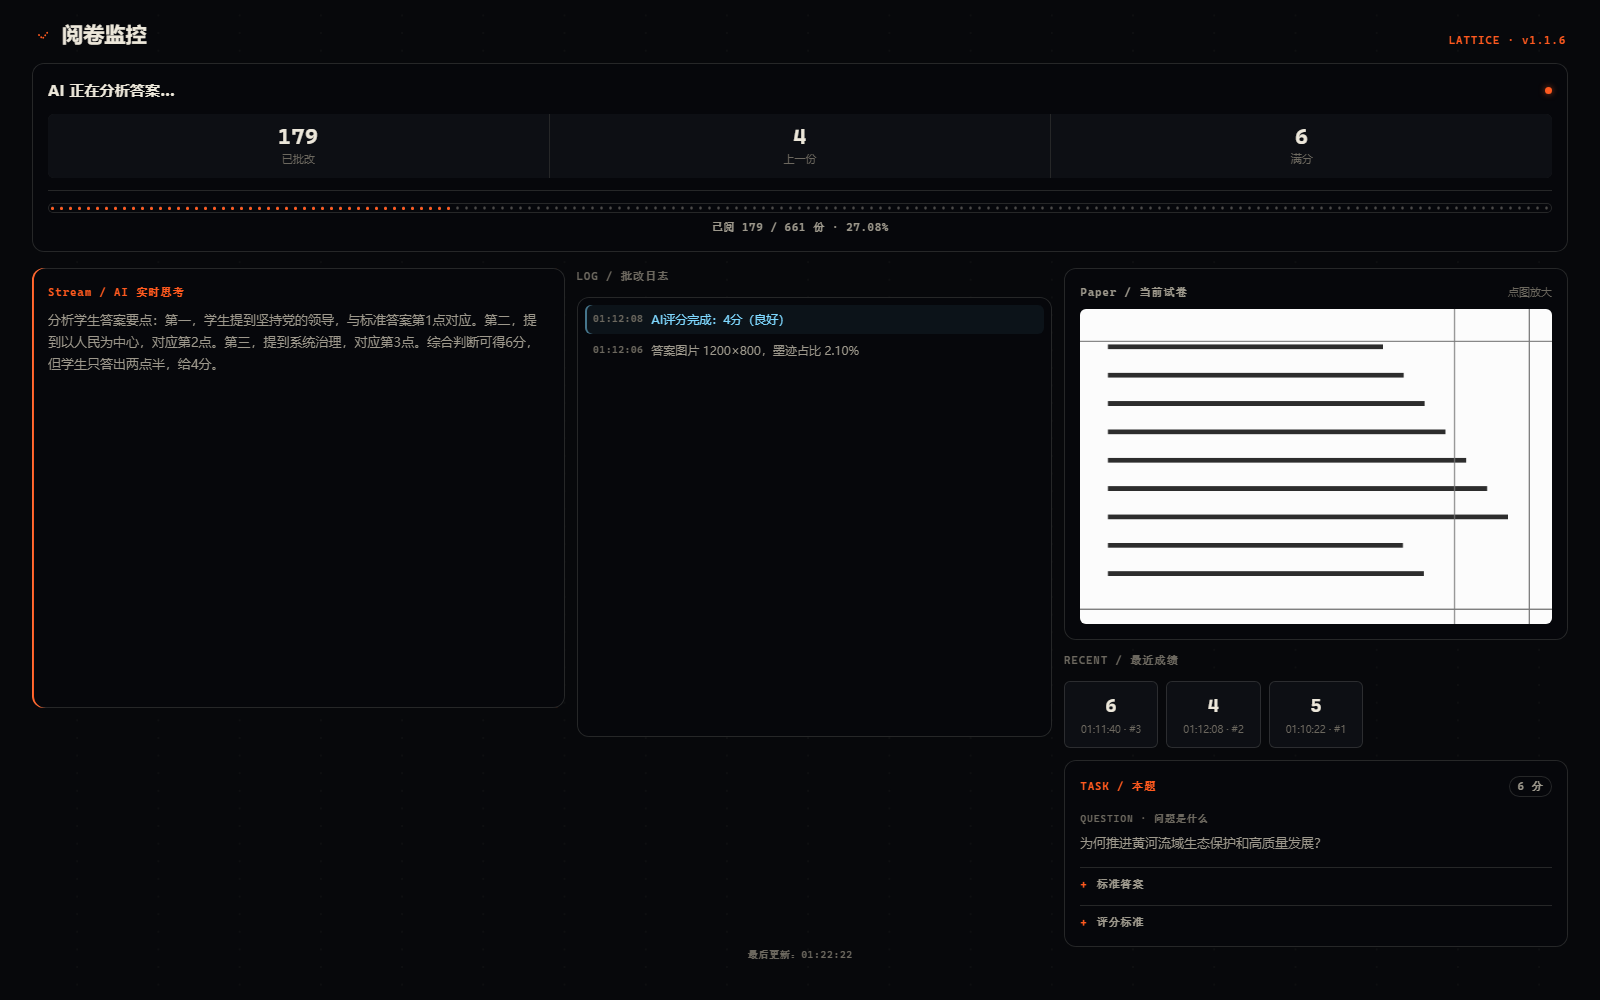 阅卷监控
LATTICE · v1.1.6
AI 正在分析答案...
179
已批改
4
上一份
6
满分
已阅 179 / 661 份 · 27.08%
Stream / AI 实时思考
分析学生答案要点：第一，学生提到坚持党的领导，与标准答案第1点对应。第二，提
到以人民为中心，对应第2点。第三，提到系统治理，对应第3点。综合判断可得6分，
但学生只答出两点半，给4分。
LOG / 批改日志
01:12:08 AI评分完成：4分（良好）
01:12:06 答案图片 1200×800，墨迹占比 2.10%
Paper / 当前试卷
点图放大
RECENT / 最近成绩
6
01:11:40 · #3
4
01:12:08 · #2
5
01:10:22 · #1
TASK / 本题
6 分
QUESTION · 问题是什么
为何推进黄河流域生态保护和高质量发展？
+ 标准答案
+ 评分标准
最后更新：01:22:22